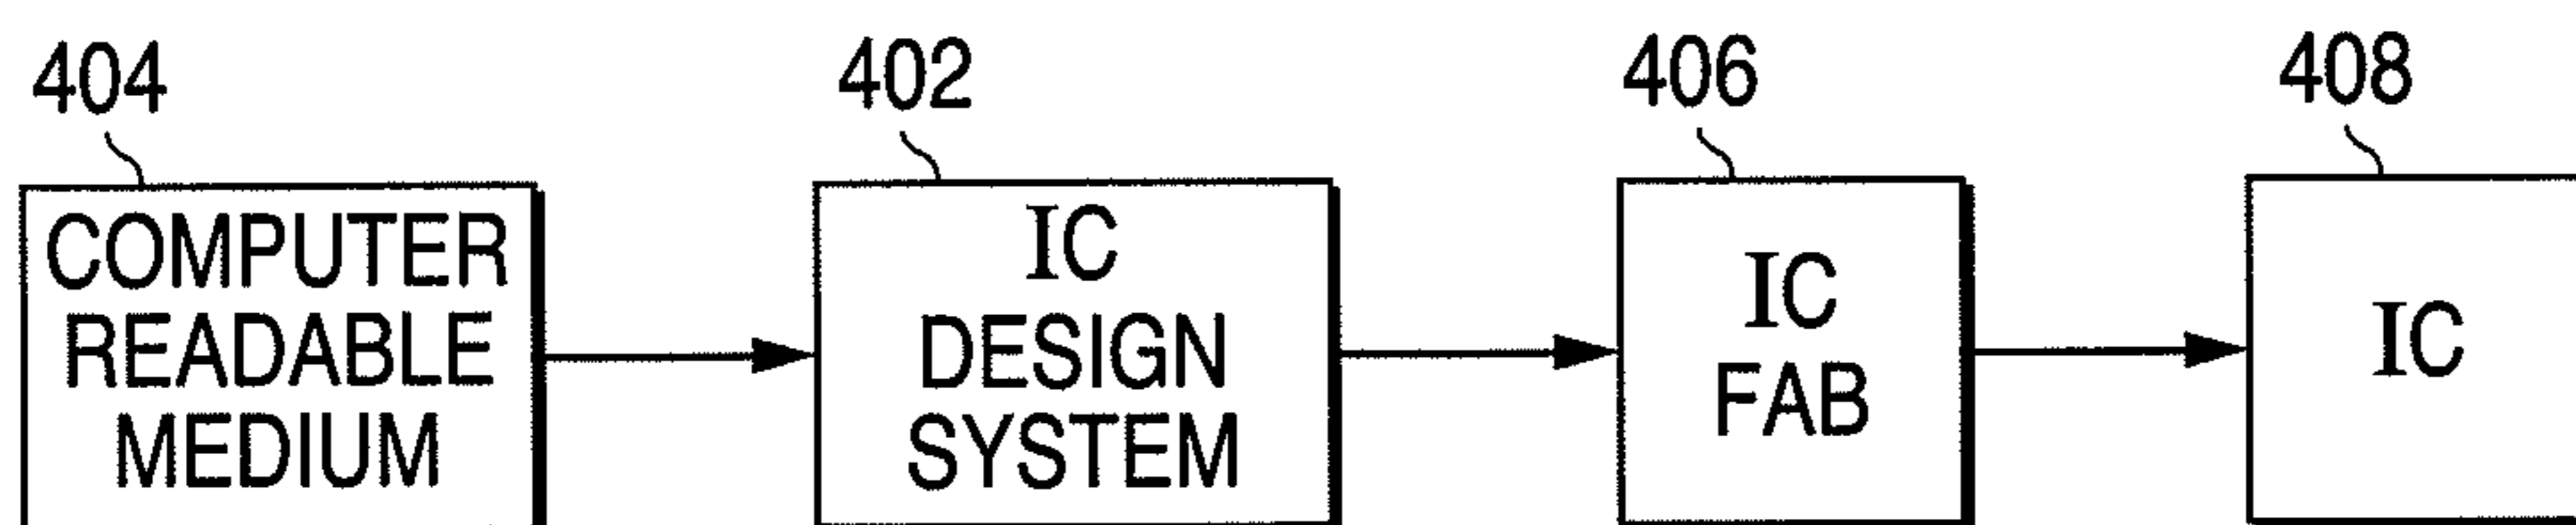 404
402
406
408
COMPUTER
READABLE
MEDIUM
IC
DESIGN
SYSTEM
IC
FAB
IC